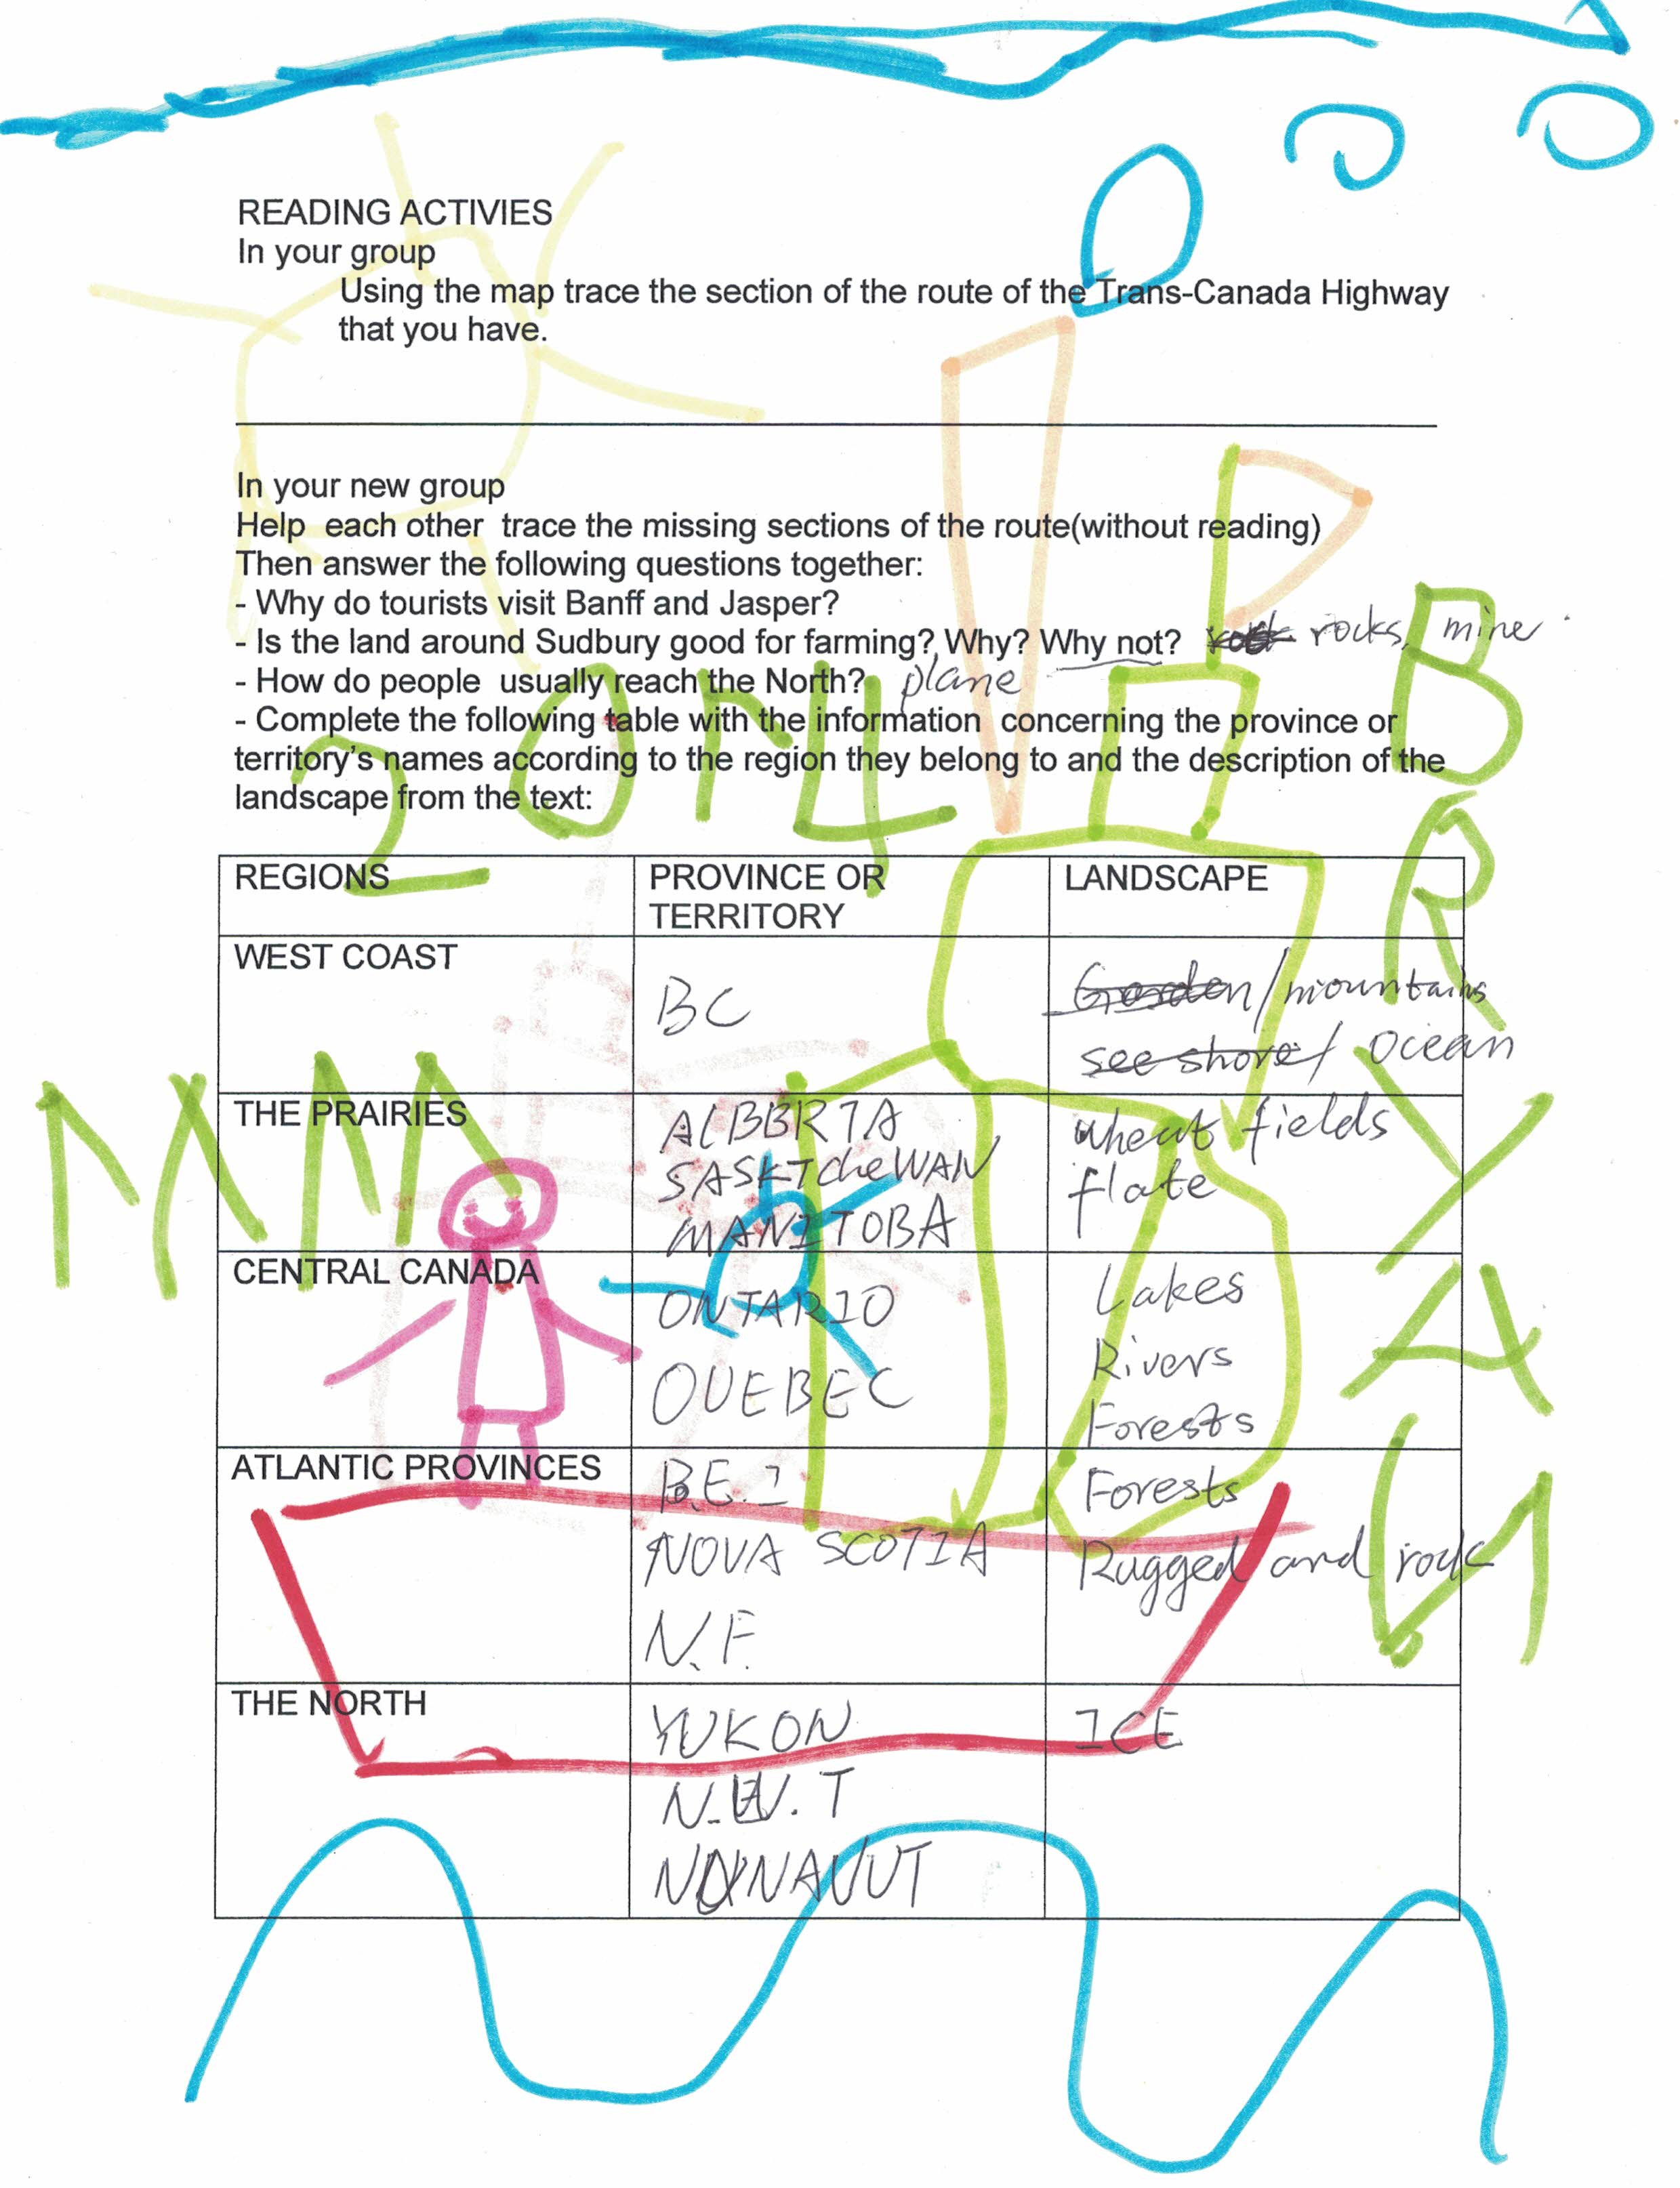 READING ACTIVIES
In your group
Using the map trace the section of the route of the Trans-Canada Highway
that you have.
In your new group
Help each other trace the missing sections of the route(without reading)
Then answer the following questions together:
- Why do tourists visit Banff and Jasper?
- Is the land around Sudbury good for farming? Why? Why not? rocks, mine
- How do people usually reach the North? plane
- Complete the following table with the information concerning the province or
territory's names according to the region they belong to and the description of the
landscape from the text:
2014
REGIONS PROVINCE OR TERRITORY LANDSCAPE
WEST COAST BC Garden/mountains
see shore/ Ocean
THE PRAIRIES ALBBRTA wheat fields
SASKTcheWAN flate
MANITOBA
CENTRAL CANADA ONTARIO Lakes
Rivers
QUEBEC Forests
ATLANTIC PROVINCES P.E.I Forests
NOVA SCOTIA Rugged and rock
N.F.
THE NORTH YUKON ICE
N.W.T
NUNAVUT
BRYAN